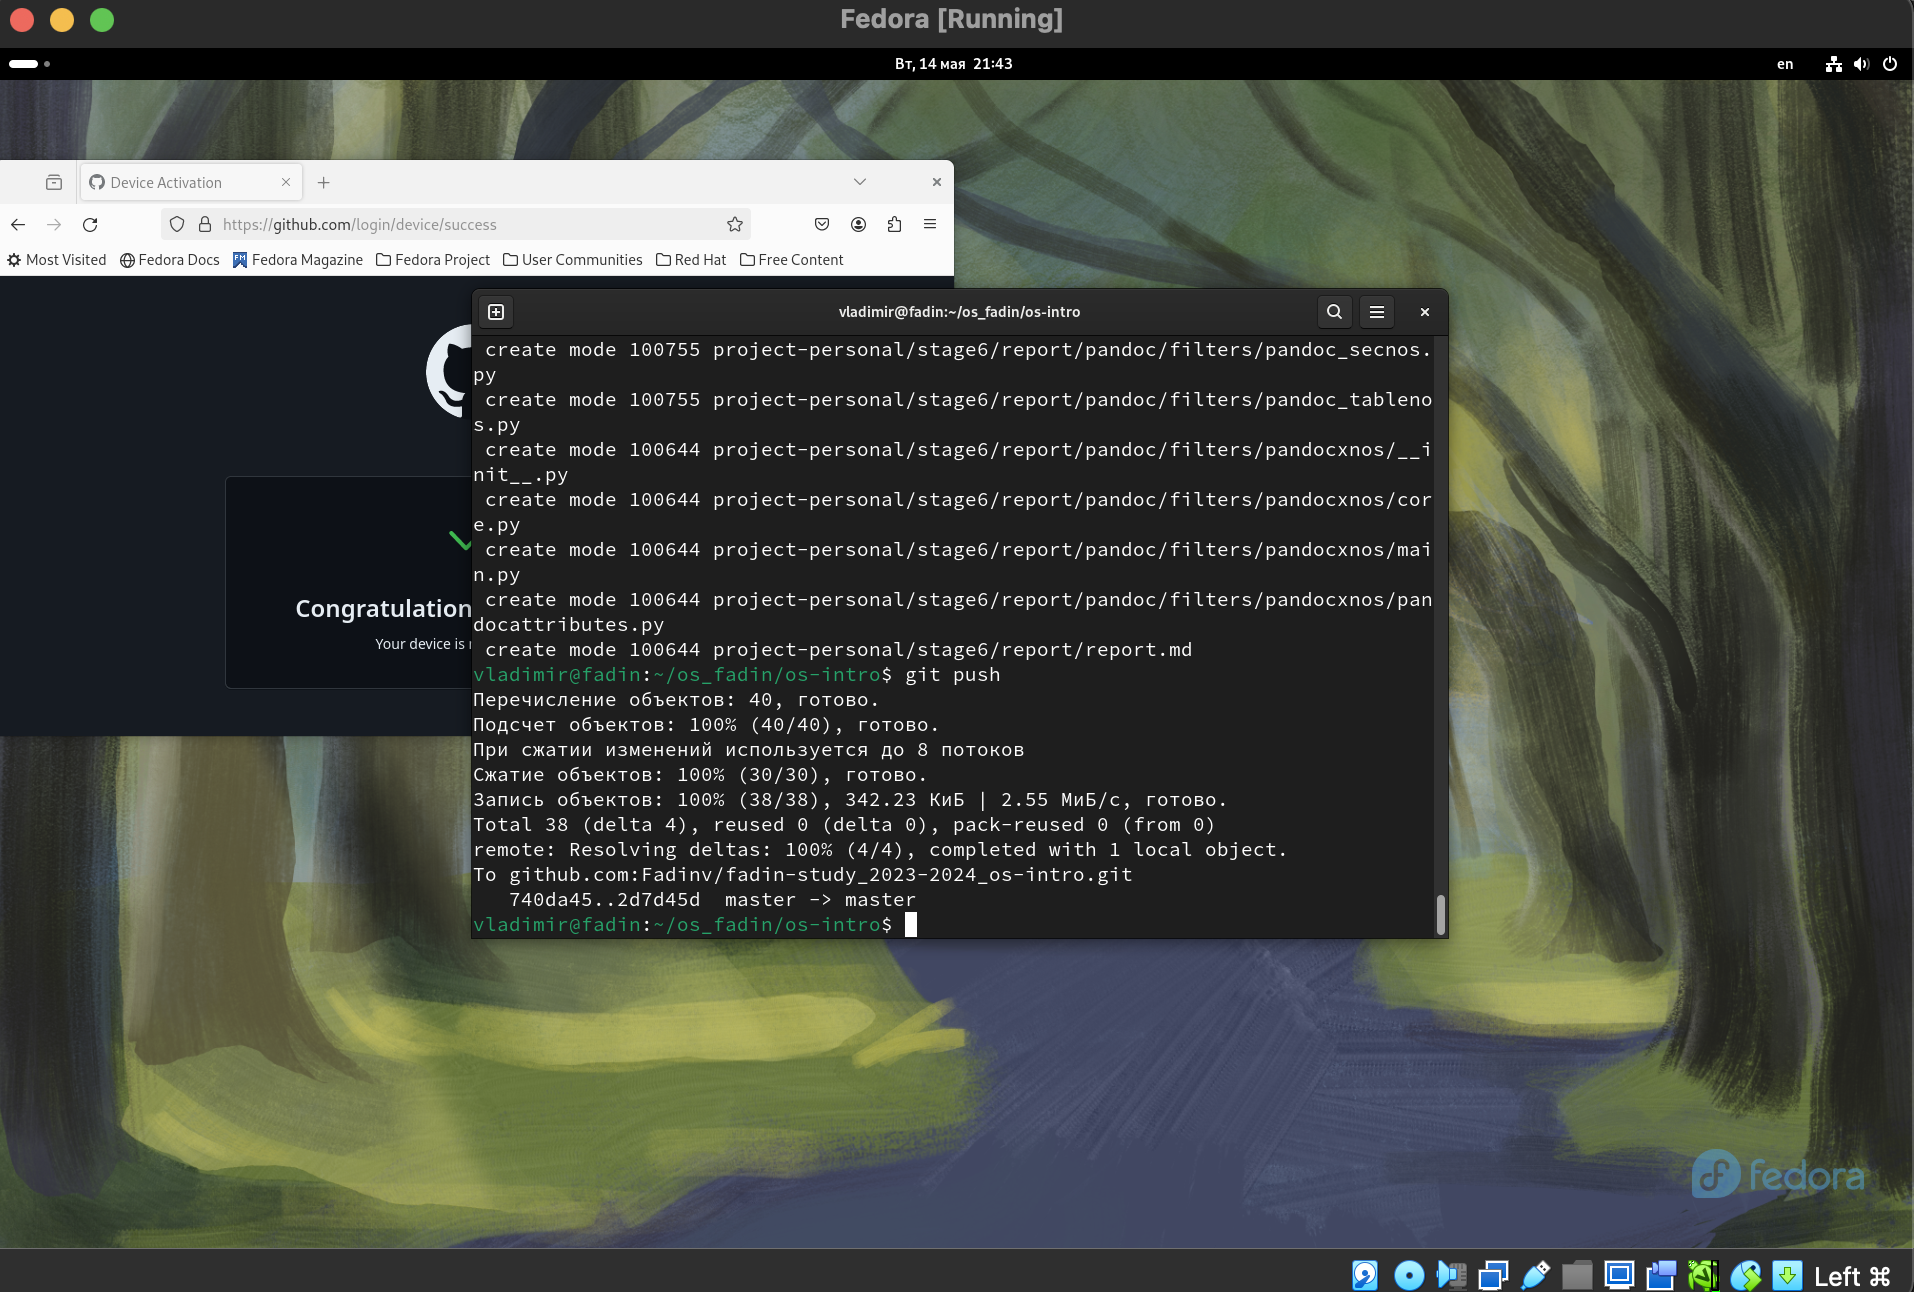 Fedora [Running]
Вт, 14 мая 21:43
en
Device Activation
https://github.com/login/device/success
Most Visited Fedora Docs Fedora Magazine Fedora Project User Communities Red Hat Free Content
Congratulation
Your device is
vladimir@fadin:~/os_fadin/os-intro
create mode 100755 project-personal/stage6/report/pandoc/filters/pandoc_secnos.
py
create mode 100755 project-personal/stage6/report/pandoc/filters/pandoc_tableno
s.py
create mode 100644 project-personal/stage6/report/pandoc/filters/pandocxnos/__i
nit__.py
create mode 100644 project-personal/stage6/report/pandoc/filters/pandocxnos/cor
e.py
create mode 100644 project-personal/stage6/report/pandoc/filters/pandocxnos/mai
n.py
create mode 100644 project-personal/stage6/report/pandoc/filters/pandocxnos/pan
docattributes.py
create mode 100644 project-personal/stage6/report/report.md
vladimir@fadin:~/os_fadin/os-intro$ git push
Перечисление объектов: 40, готово.
Подсчет объектов: 100% (40/40), готово.
При сжатии изменений используется до 8 потоков
Сжатие объектов: 100% (30/30), готово.
Запись объектов: 100% (38/38), 342.23 КиБ | 2.55 МиБ/с, готово.
Total 38 (delta 4), reused 0 (delta 0), pack-reused 0 (from 0)
remote: Resolving deltas: 100% (4/4), completed with 1 local object.
To github.com:Fadinv/fadin-study_2023-2024_os-intro.git
740da45..2d7d45d master -> master
vladimir@fadin:~/os_fadin/os-intro$
fedora
Left ⌘